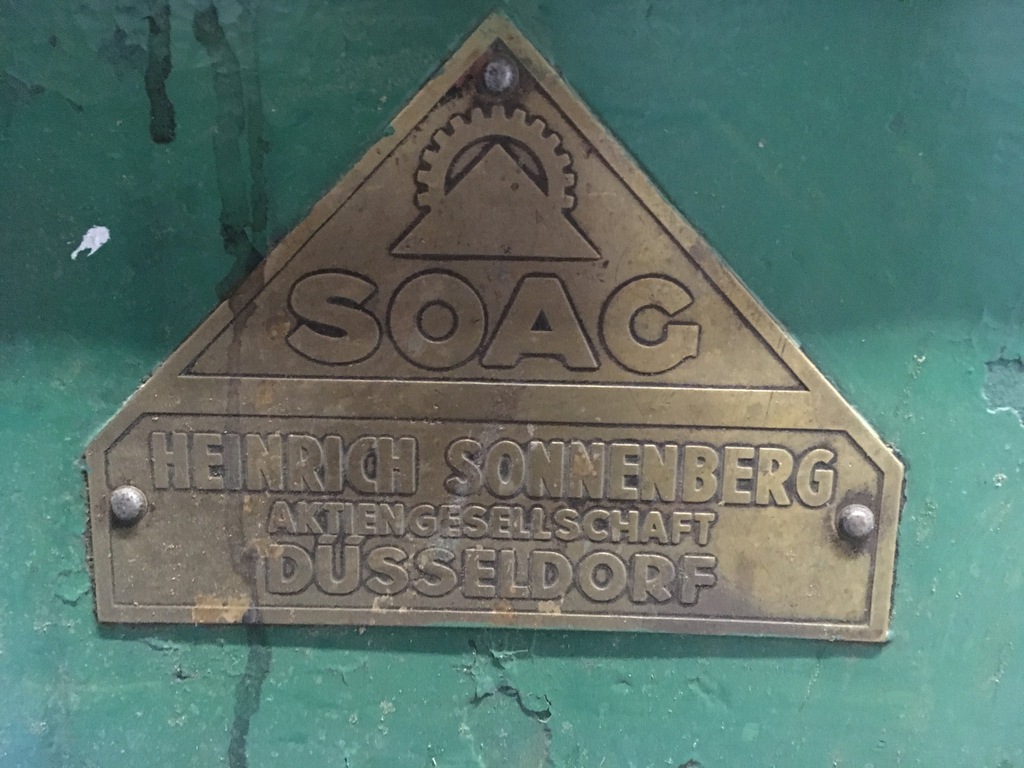 SOAG
HEINRICH SONNENBERG
AKTIENGESELLSCHAFT
DÜSSELDORF